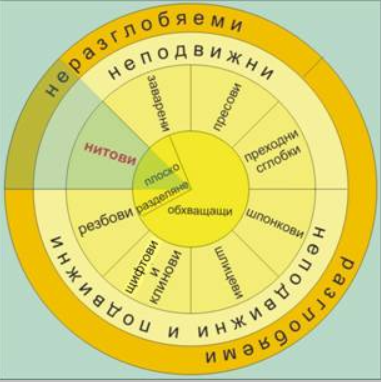 неразглобяеми
неподвижни
заварени
пресови
преходни
сглобки
нитови
плоско
разделяне
обхващащи
шпонкови
резбови
щифтови
и
клинови
шлицеви
неподвижни и подвижни
разглобяеми